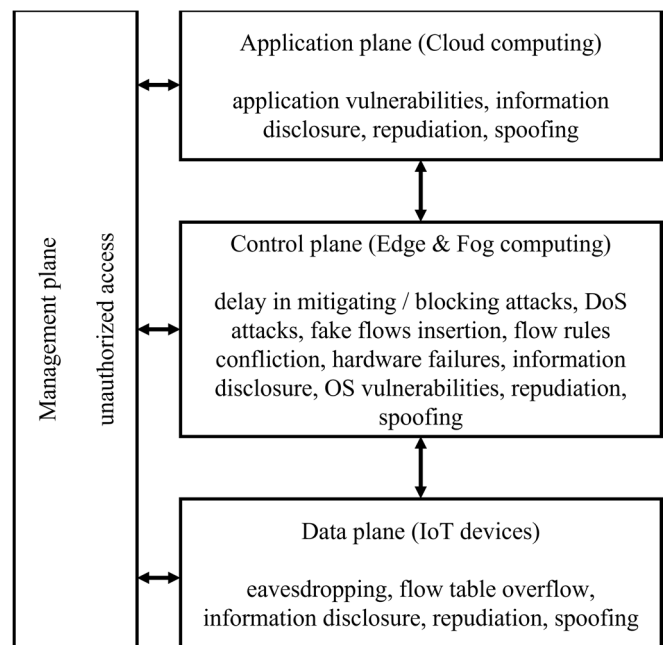 Management plane
unauthorized access
Application plane (Cloud computing)
application vulnerabilities, information
disclosure, repudiation, spoofing
Control plane (Edge & Fog computing)
delay in mitigating / blocking attacks, DoS
attacks, fake flows insertion, flow rules
confliction, hardware failures, information
disclosure, OS vulnerabilities, repudiation,
spoofing
Data plane (IoT devices)
eavesdropping, flow table overflow,
information disclosure, repudiation, spoofing